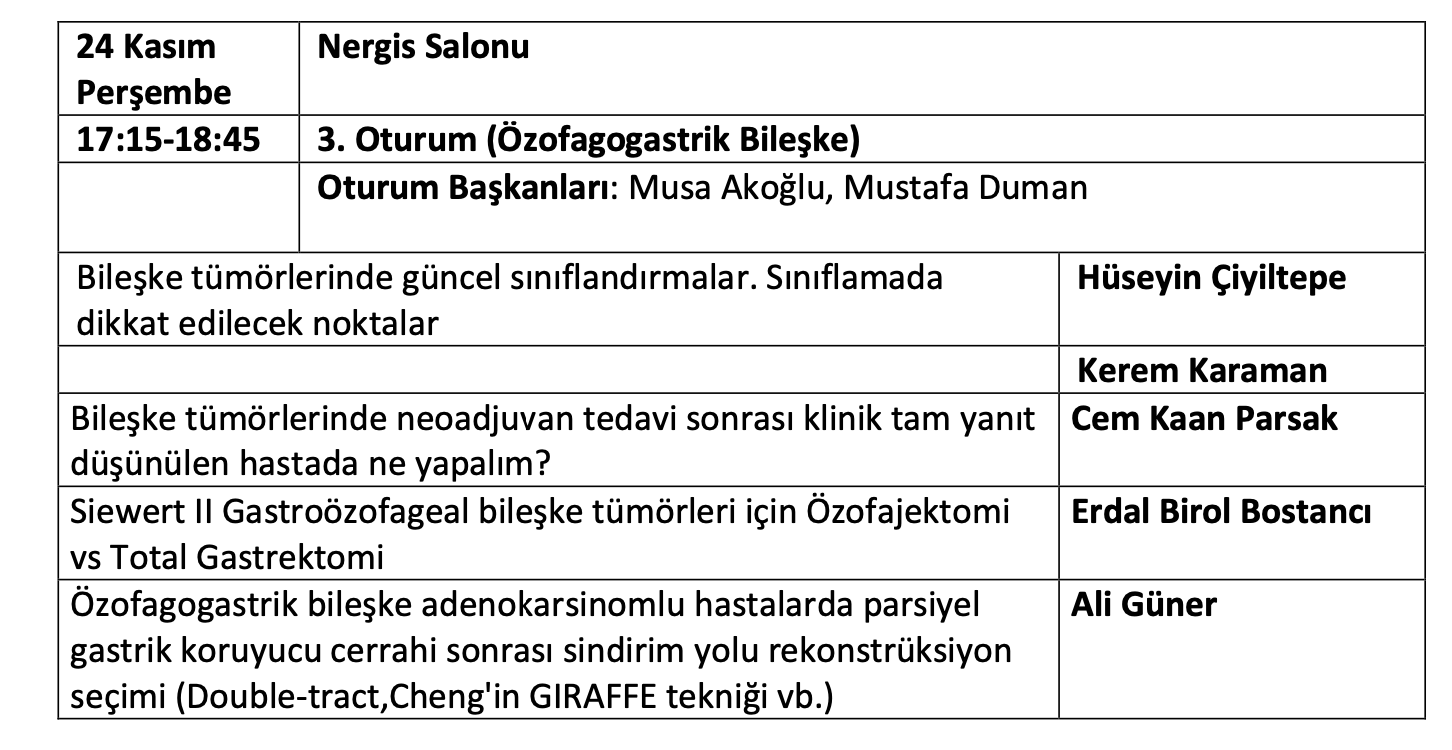 24 Kasım
Perşembe
Nergis Salonu
17:15-18:45
3. Oturum (Özofagogastrik Bileşke)
Oturum Başkanları: Musa Akoğlu, Mustafa Duman
Bileşke tümörlerinde güncel sınıflandırmalar. Sınıflamada
dikkat edilecek noktalar
Hüseyin Çiyiltepe
Kerem Karaman
Bileşke tümörlerinde neoadjuvan tedavi sonrası klinik tam yanıt
düşünülen hastada ne yapalım?
Cem Kaan Parsak
Siewert II Gastroözofageal bileşke tümörleri için Özofajektomi
vs Total Gastrektomi
Erdal Birol Bostancı
Özofagogastrik bileşke adenokarsinomlu hastalarda parsiyel
gastrik koruyucu cerrahi sonrası sindirim yolu rekonstrüksiyon
seçimi (Double-tract,Cheng'in GIRAFFE tekniği vb.)
Ali Güner